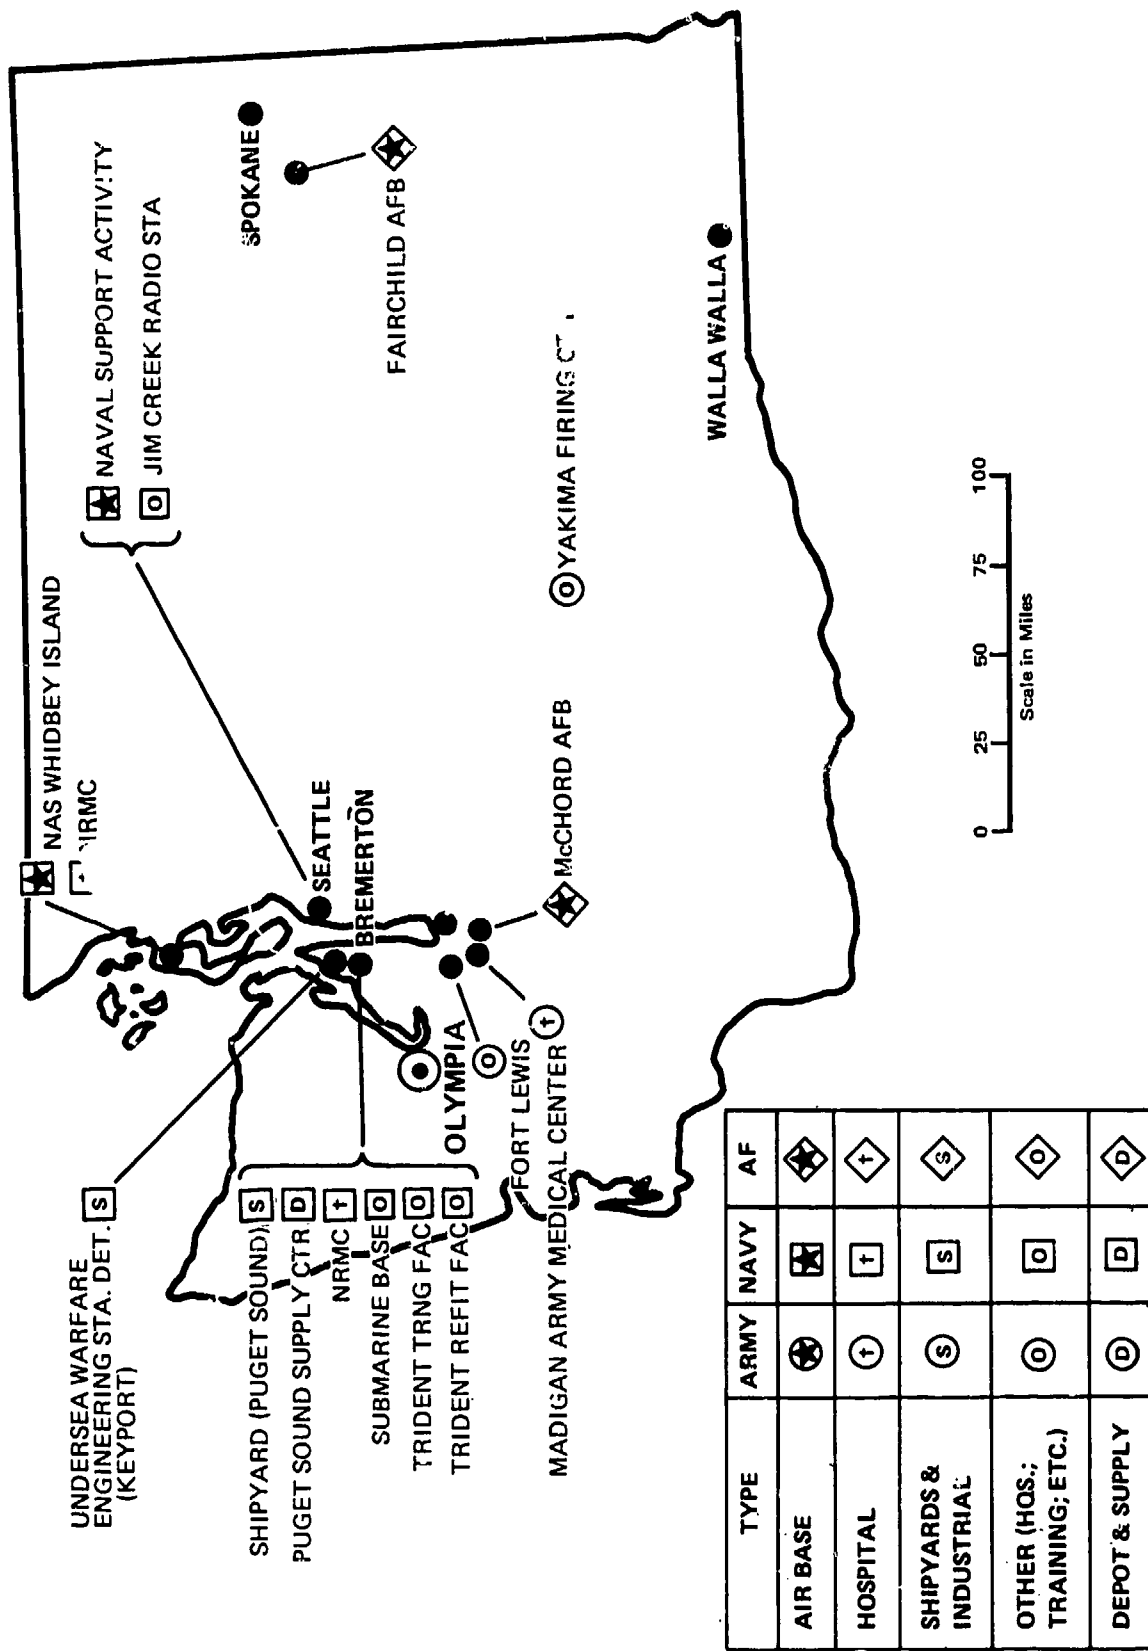 NAS WHIDBEY ISLAND
NAVAL SUPPORT ACTIVITY
JIM CREEK RADIO STA
UNDERSEA WARFARE
ENGINEERING STA. DET. S
(KEYPORT)
SPOKANE
SEATTLE
BREMERTON
SHIPYARD (PUGET SOUND) S
PUGET SOUND SUPPLY CTR. D
NRMC t
SUBMARINE BASE O
TRIDENT TRNG FAC O
TRIDENT REFIT FAC O
FAIRCHILD AFB
OLYMPIA
O
FORT LEWIS
MADIGAN ARMY MEDICAL CENTER t
McCHORD AFB
O YAKIMA FIRING
WALLA WALLA
TYPE ARMY NAVY AF
AIR BASE
HOSPITAL t t t
SHIPYARDS &
INDUSTRIAL S S S
OTHER (HQS.;
TRAINING; ETC.) O O O
DEPOT & SUPPLY D D D
0 25 50 75 100
Scale in Miles